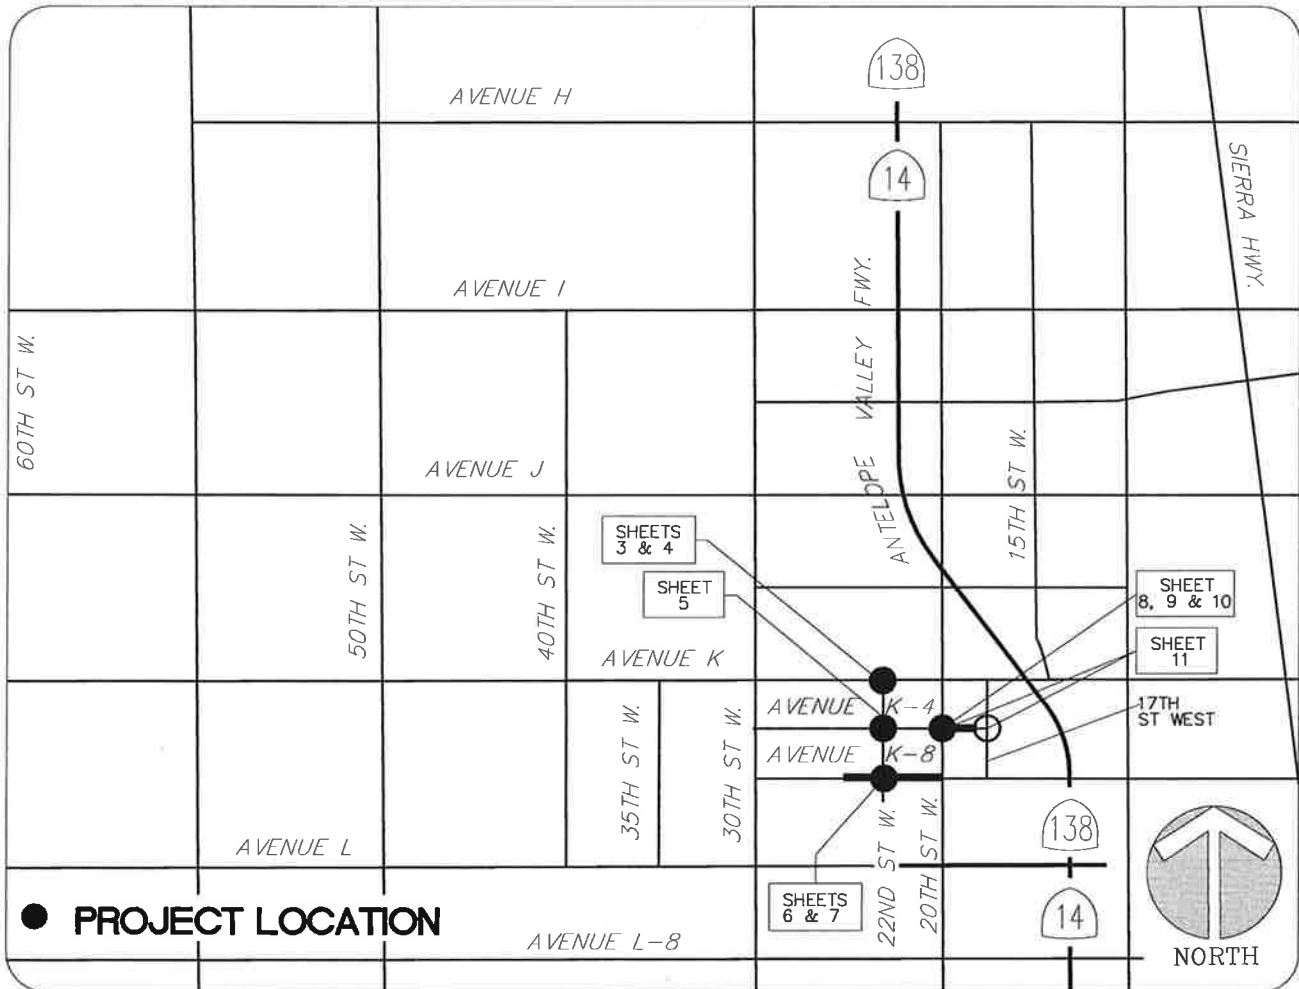 138
AVENUE H
14
SIERRA HWY.
AVENUE I
ANTELOPE VALLEY FWY.
60TH ST W.
AVENUE J
15TH ST W.
50TH ST W.
40TH ST W.
SHEETS
3 & 4
SHEET
5
SHEET
8, 9 & 10
SHEET
11
AVENUE K
AVENUE K-4
17TH
ST WEST
AVENUE K-8
35TH ST W.
30TH ST W.
22ND ST W.
20TH ST W.
138
AVENUE L
SHEETS
6 & 7
14
PROJECT LOCATION
AVENUE L-8
NORTH